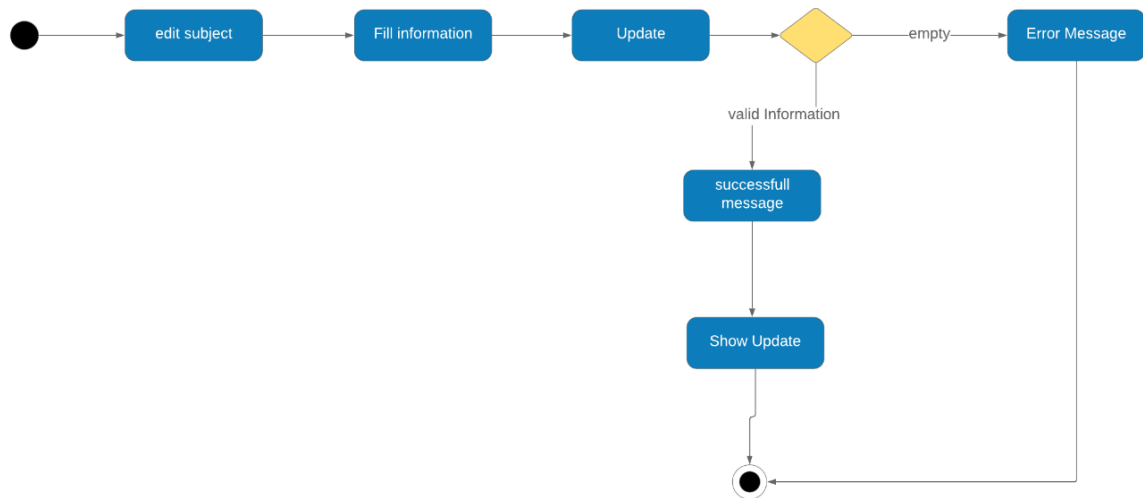 edit subject
Fill information
Update
empty
Error Message
valid Information
successfull
message
Show Update